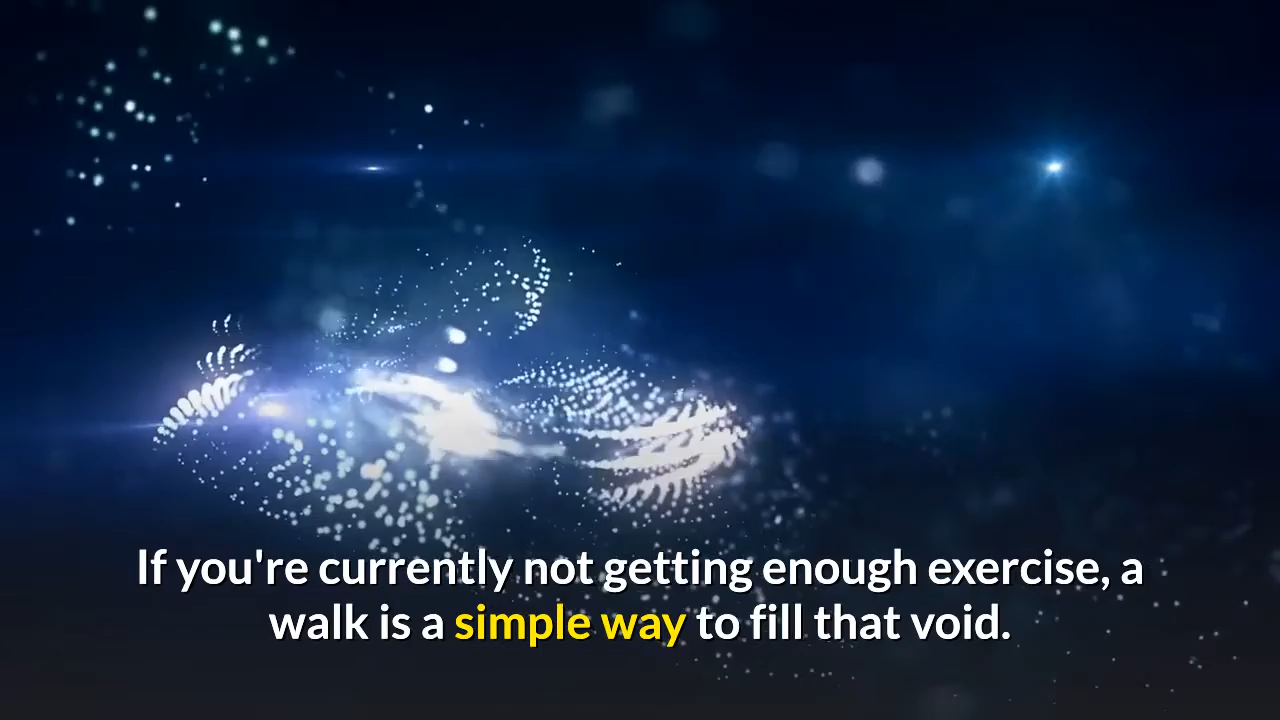 If you're currently not getting enough exercise, a
walk is a simple way to fill that void.